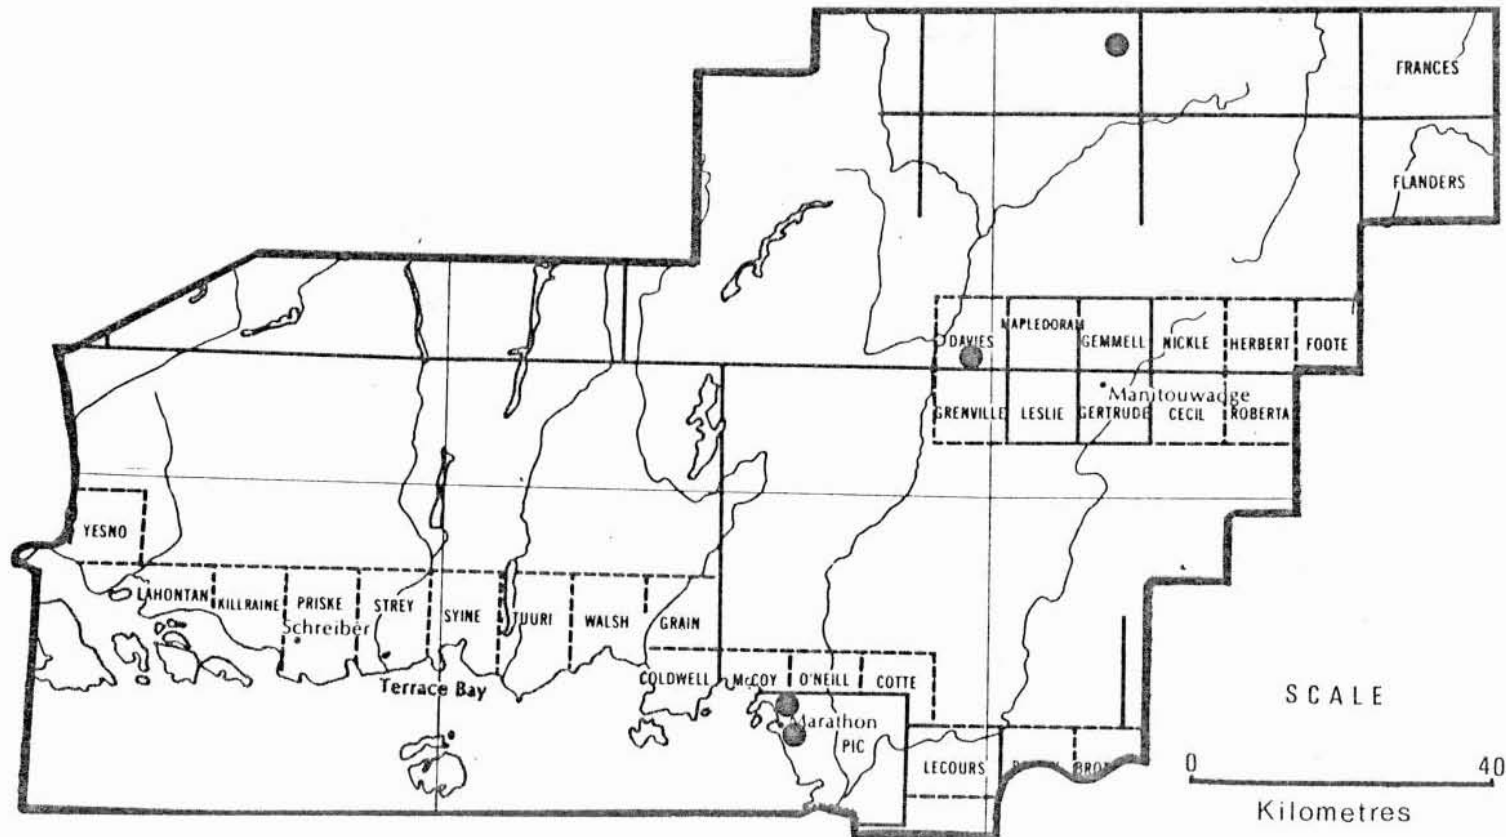 FRANCES
FLANDERS
MAPLEDORAM
DAVIES
GEMMELL
NICKLE
HERBERT
FOOTE
Manitouwadge
GRENVILLE
LESLIE
GERTRUDE
CECIL
ROBERTA
YESNO
LAHONTAN
KILLRAINE
PRISKE
STREY
SYINE
TUURI
WALSH
GRAIN
Schreiber
Terrace Bay
COLDWELL
McCOY
O'NEILL
COTTE
Marathon
PIC
LECOURS
SCALE
0 40
Kilometres